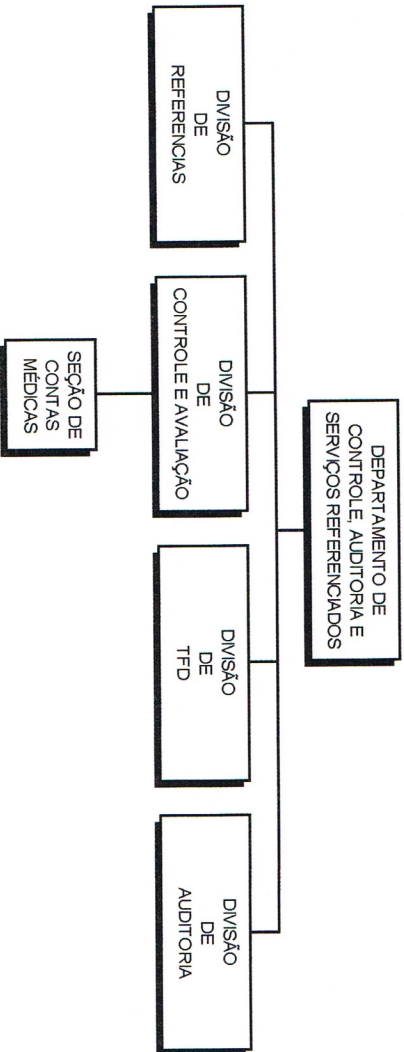 DEPARTAMENTO DE
CONTROLE, AUDITORIA E
SERVIÇOS REFERENCIADOS
DIVISÃO
DE
REFERENCIAS
DIVISÃO
DE
CONTROLE E AVALIAÇÃO
DIVISÃO
DE
TFD
DIVISÃO
DE
AUDITORIA
SEÇÃO DE
CONTAS
MÉDICAS